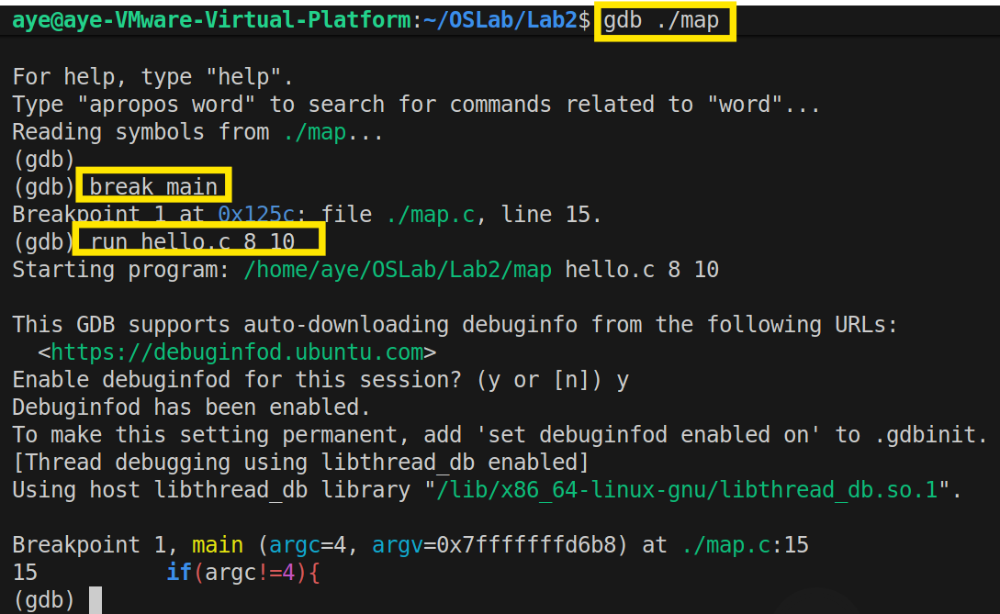 aye@aye-VMware-Virtual-Platform:~/OSLab/Lab2$ gdb ./map
For help, type "help".
Type "apropos word" to search for commands related to "word"...
Reading symbols from ./map...
(gdb)
(gdb) break main
Breakpoint 1 at 0x125c: file ./map.c, line 15.
(gdb) run hello.c 8 10
Starting program: /home/aye/OSLab/Lab2/map hello.c 8 10
This GDB supports auto-downloading debuginfo from the following URLs:
<https://debuginfod.ubuntu.com>
Enable debuginfod for this session? (y or [n]) y
Debuginfod has been enabled.
To make this setting permanent, add 'set debuginfod enabled on' to .gdbinit.
[Thread debugging using libthread_db enabled]
Using host libthread_db library "/lib/x86_64-linux-gnu/libthread_db.so.1".
Breakpoint 1, main (argc=4, argv=0x7fffffffd6b8) at ./map.c:15
15 if(argc!=4){
(gdb)